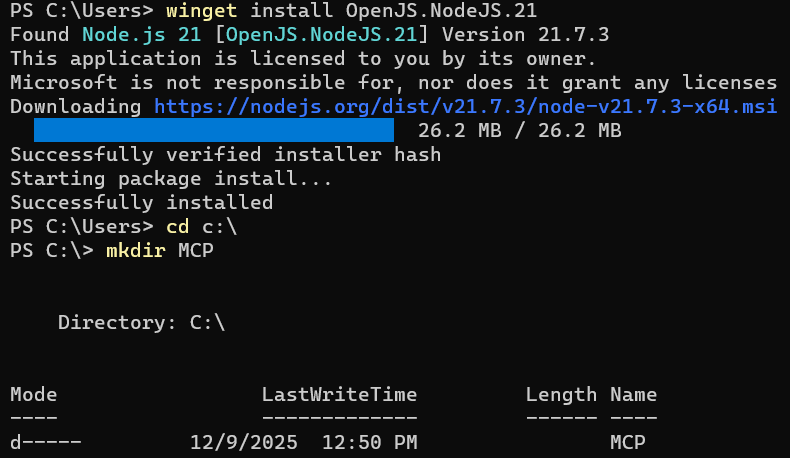 PS C:\Users> winget install OpenJS.NodeJS.21
Found Node.js 21 [OpenJS.NodeJS.21] Version 21.7.3
This application is licensed to you by its owner.
Microsoft is not responsible for, nor does it grant any licenses
Downloading https://nodejs.org/dist/v21.7.3/node-v21.7.3-x64.msi
26.2 MB / 26.2 MB
Successfully verified installer hash
Starting package install...
Successfully installed
PS C:\Users> cd c:\
PS C:\> mkdir MCP
Directory: C:\
Mode LastWriteTime Length Name
---- ------------- ------ ----
d----- 12/9/2025 12:50 PM MCP